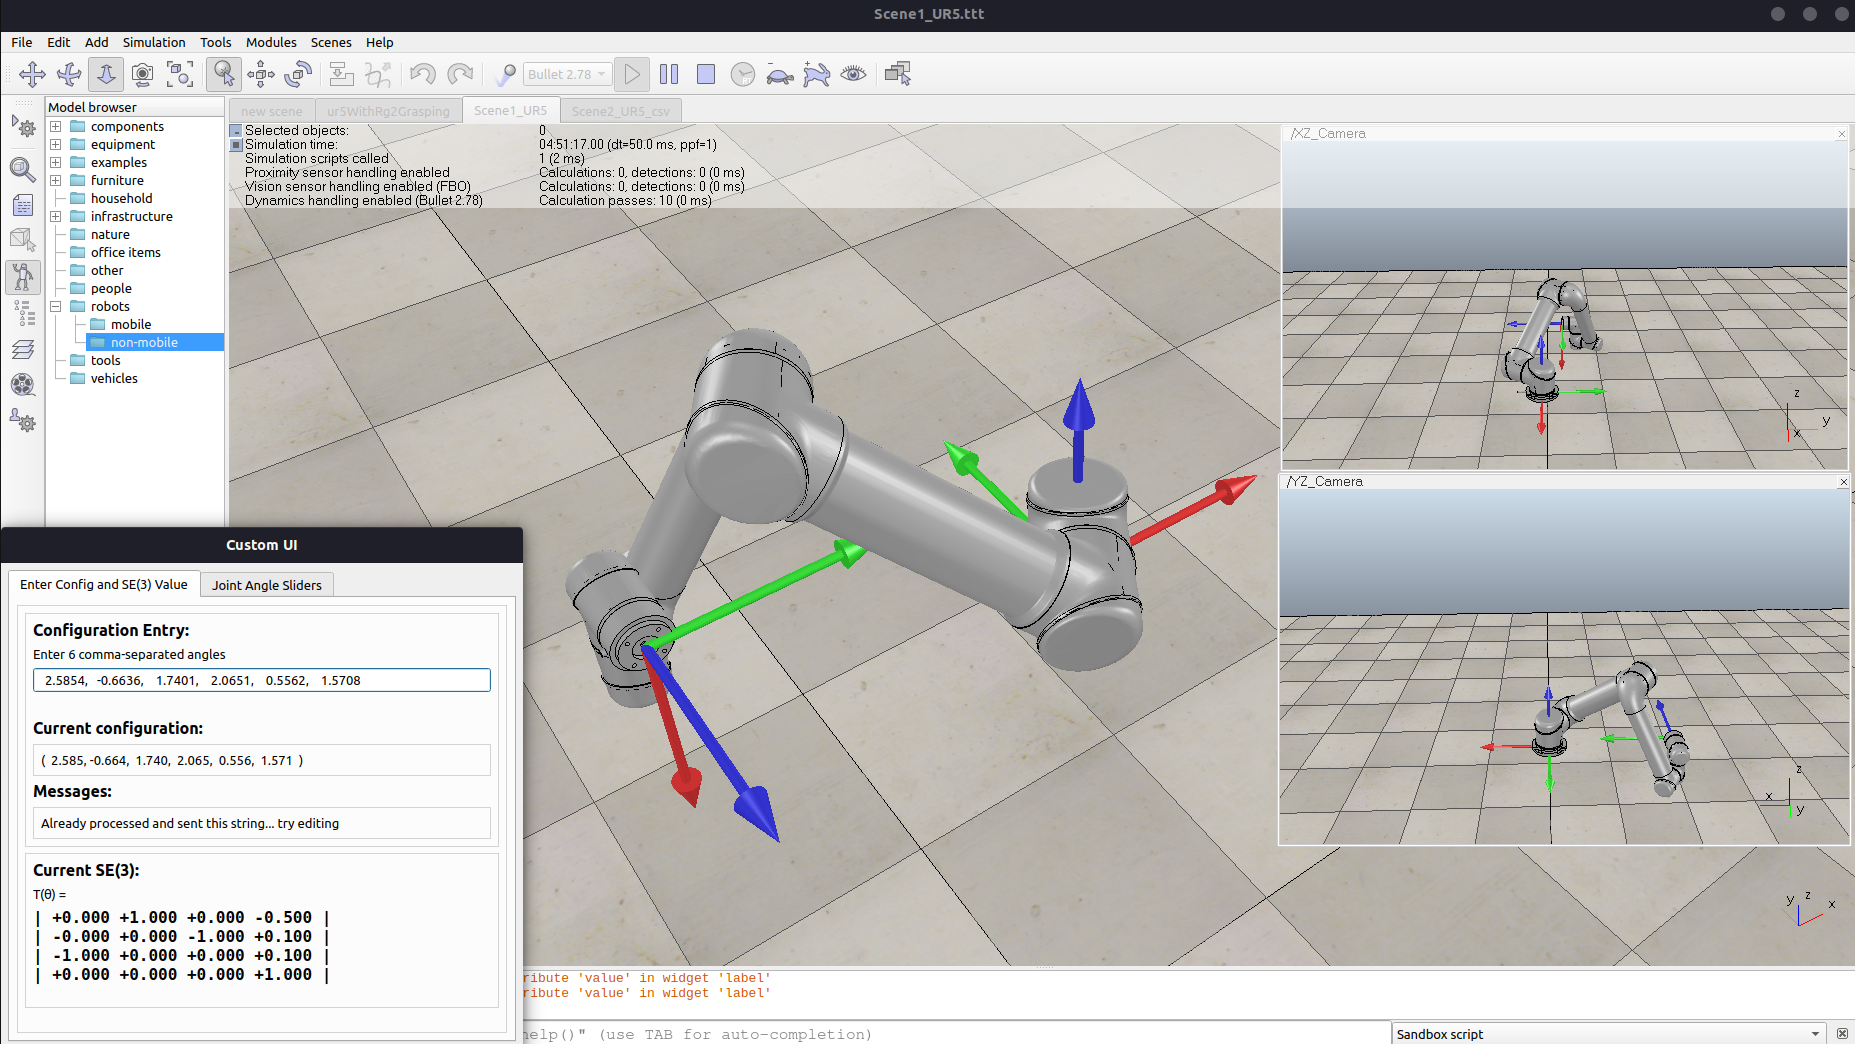 Scene1_UR5.ttt
File Edit Add Simulation Tools Modules Scenes Help
Bullet 2.78
RT
Model browser
new scene ur5WithRg2Grasping Scene1_UR5 Scene2_UR5_csv
components
equipment
examples
furniture
household
infrastructure
nature
office items
other
people
robots
mobile
non-mobile
tools
vehicles
Selected objects: 0
Simulation time: 04:51:17.00 (dt=50.0 ms, ppf=1)
Simulation scripts called 1 (2 ms)
Proximity sensor handling enabled Calculations: 0, detections: 0 (0 ms)
Vision sensor handling enabled (FBO) Calculations: 0, detections: 0 (0 ms)
Dynamics handling enabled (Bullet 2.78) Calculation passes: 10 (0 ms)
/XZ_Camera
z
y
x
/YZ_Camera
z
x
y
y z x
Custom UI
Enter Config and SE(3) Value Joint Angle Sliders
Configuration Entry:
Enter 6 comma-separated angles
2.5854, -0.6636, 1.7401, 2.0651, 0.5562, 1.5708
Current configuration:
( 2.585, -0.664, 1.740, 2.065, 0.556, 1.571 )
Messages:
Already processed and sent this string... try editing
Current SE(3):
T(θ) =
| +0.000 +1.000 +0.000 -0.500 |
| -0.000 +0.000 -1.000 +0.100 |
| -1.000 +0.000 +0.000 +0.100 |
| +0.000 +0.000 +0.000 +1.000 |
ribute 'value' in widget 'label'
ribute 'value' in widget 'label'
help()" (use TAB for auto-completion)
Sandbox script